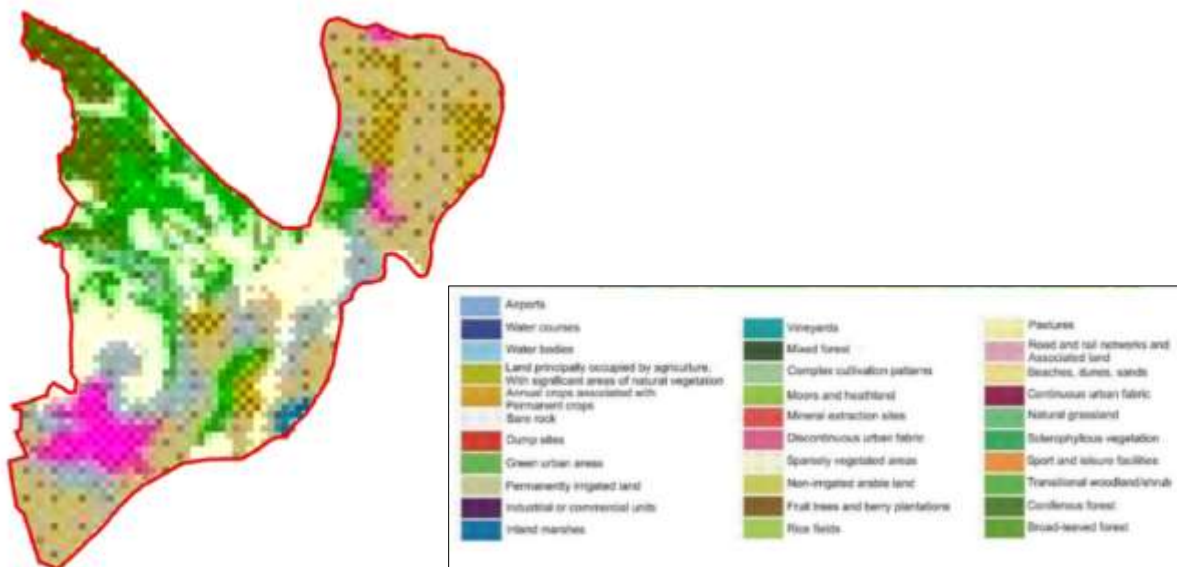 Airports
Water courses
Water bodies
Land principally occupied by agriculture,
With significant areas of natural vegetation
Annual crops associated with
Permanent crops
Bare rock
Dump sites
Green urban areas
Permanently irrigated land
Industrial or commercial units
Inland marshes
Vineyards
Mixed forest
Complex cultivation patterns
Moors and heathland
Mineral extraction sites
Discontinuous urban fabric
Sparsely vegetated areas
Non-irrigated arable land
Fruit trees and berry plantations
Rice fields
Pastures
Road and rail networks and
Associated land
Beaches, dunes, sands
Continuous urban fabric
Natural grassland
Sclerophyllous vegetation
Sport and leisure facilities
Transitional woodland/shrub
Coniferous forest
Broad-leaved forest